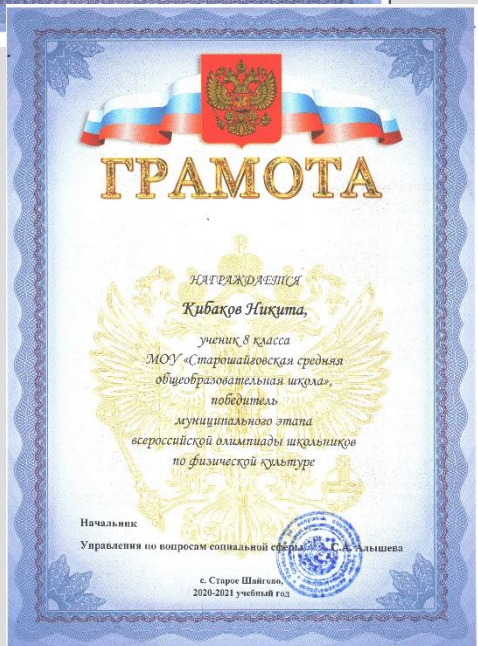 ГРАМОТА
НАГРАЖДАЕТСЯ
Кибаков Никита,
ученик 8 класса
МОУ «Старошайговская средняя
общеобразовательная школа»,
победитель
муниципального этапа
всероссийской олимпиады школьников
по физической культуре
Начальник
Управления по вопросам социальной сферы С.А. Алышева
с. Старое Шайгово,
2020-2021 учебный год